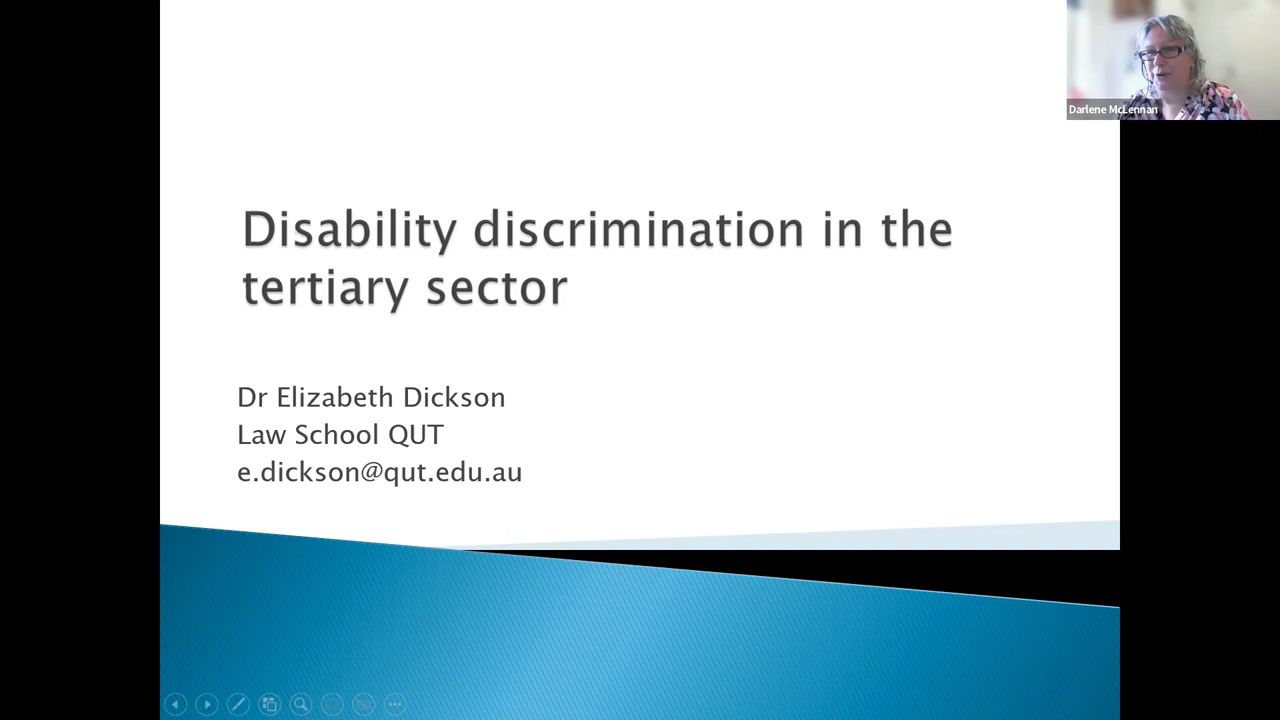 Darlene McLennan
Disability discrimination in the
tertiary sector
Dr Elizabeth Dickson
Law School QUT
e.dickson@qut.edu.au